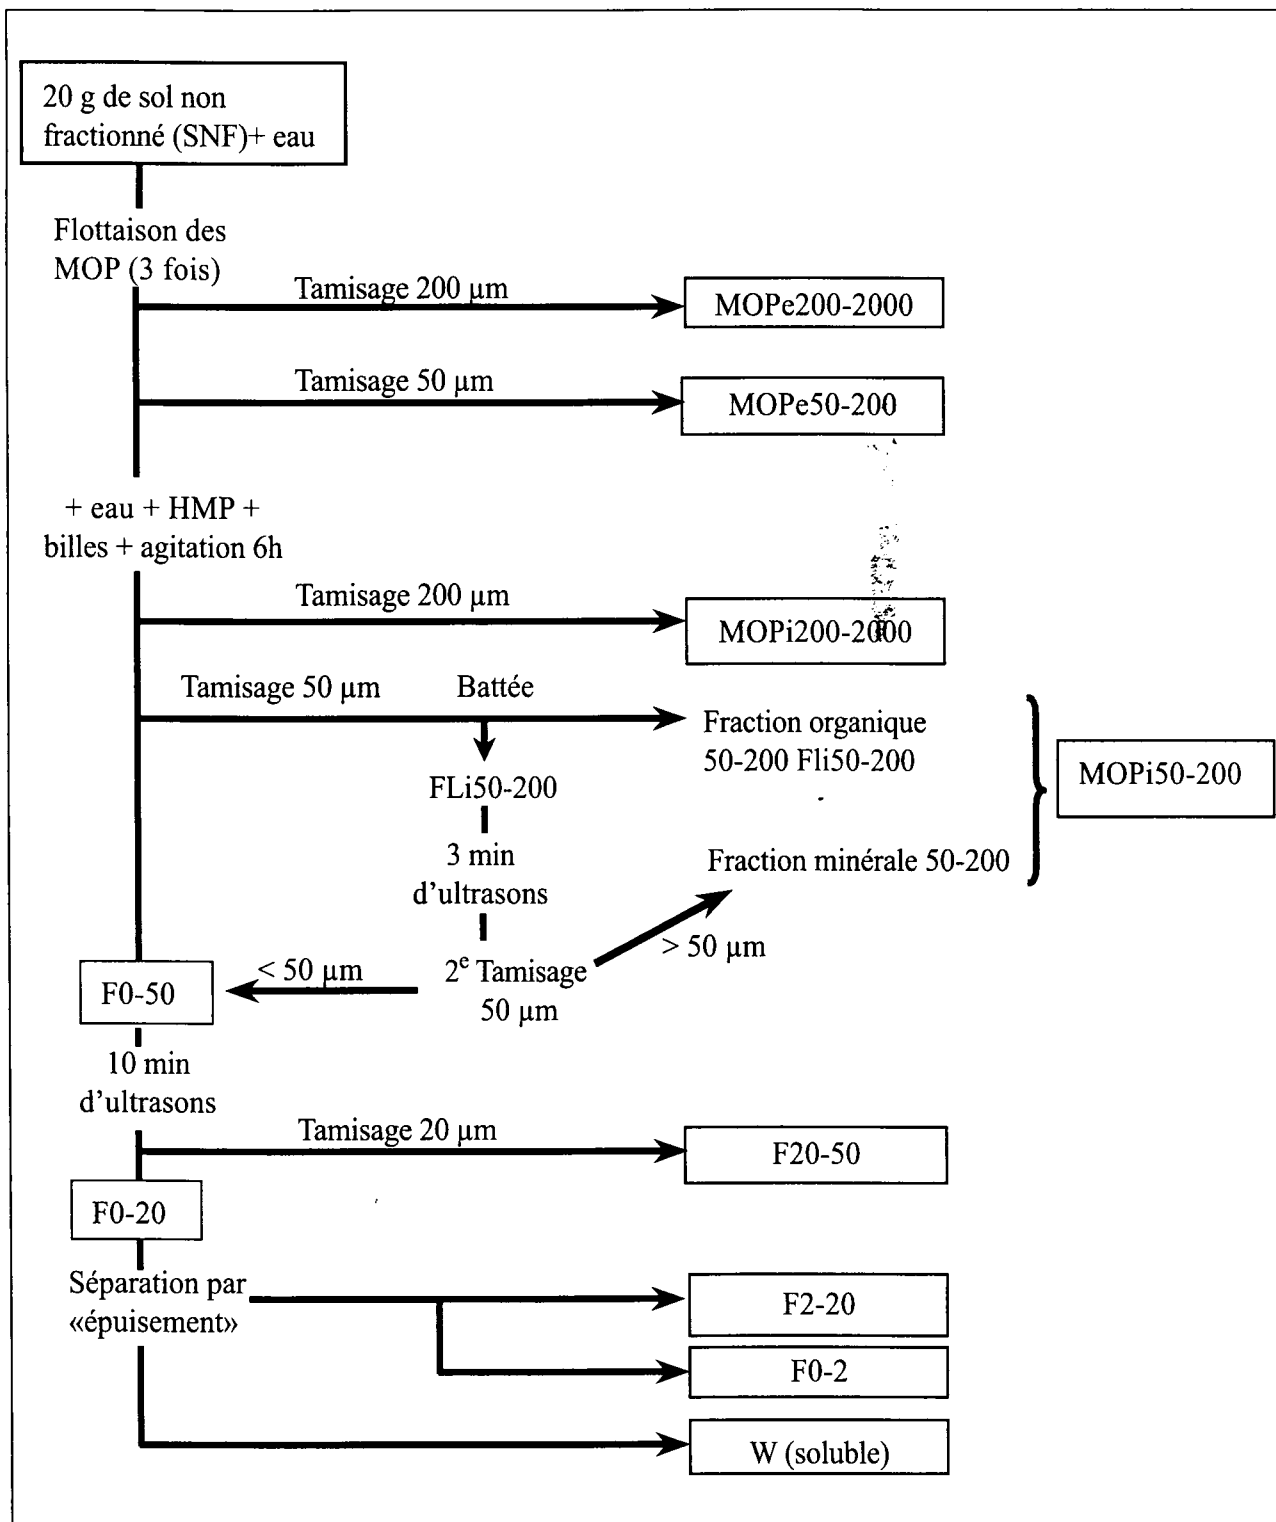 20 g de sol non
fractionné (SNF)+ eau
Flottaison des
MOP (3 fois)
Tamisage 200 µm
MOPe200-2000
Tamisage 50 µm
MOPe50-200
+ eau + HMP +
billes + agitation 6h
Tamisage 200 µm
MOPi200-2000
Tamisage 50 µm
Battée
Fraction organique
50-200 Fli50-200
MOPi50-200
FLi50-200
3 min
d’ultrasons
Fraction minérale 50-200
> 50 µm
2e Tamisage
50 µm
< 50 µm
F0-50
10 min
d’ultrasons
Tamisage 20 µm
F20-50
F0-20
Séparation par
«épuisement»
F2-20
F0-2
W (soluble)